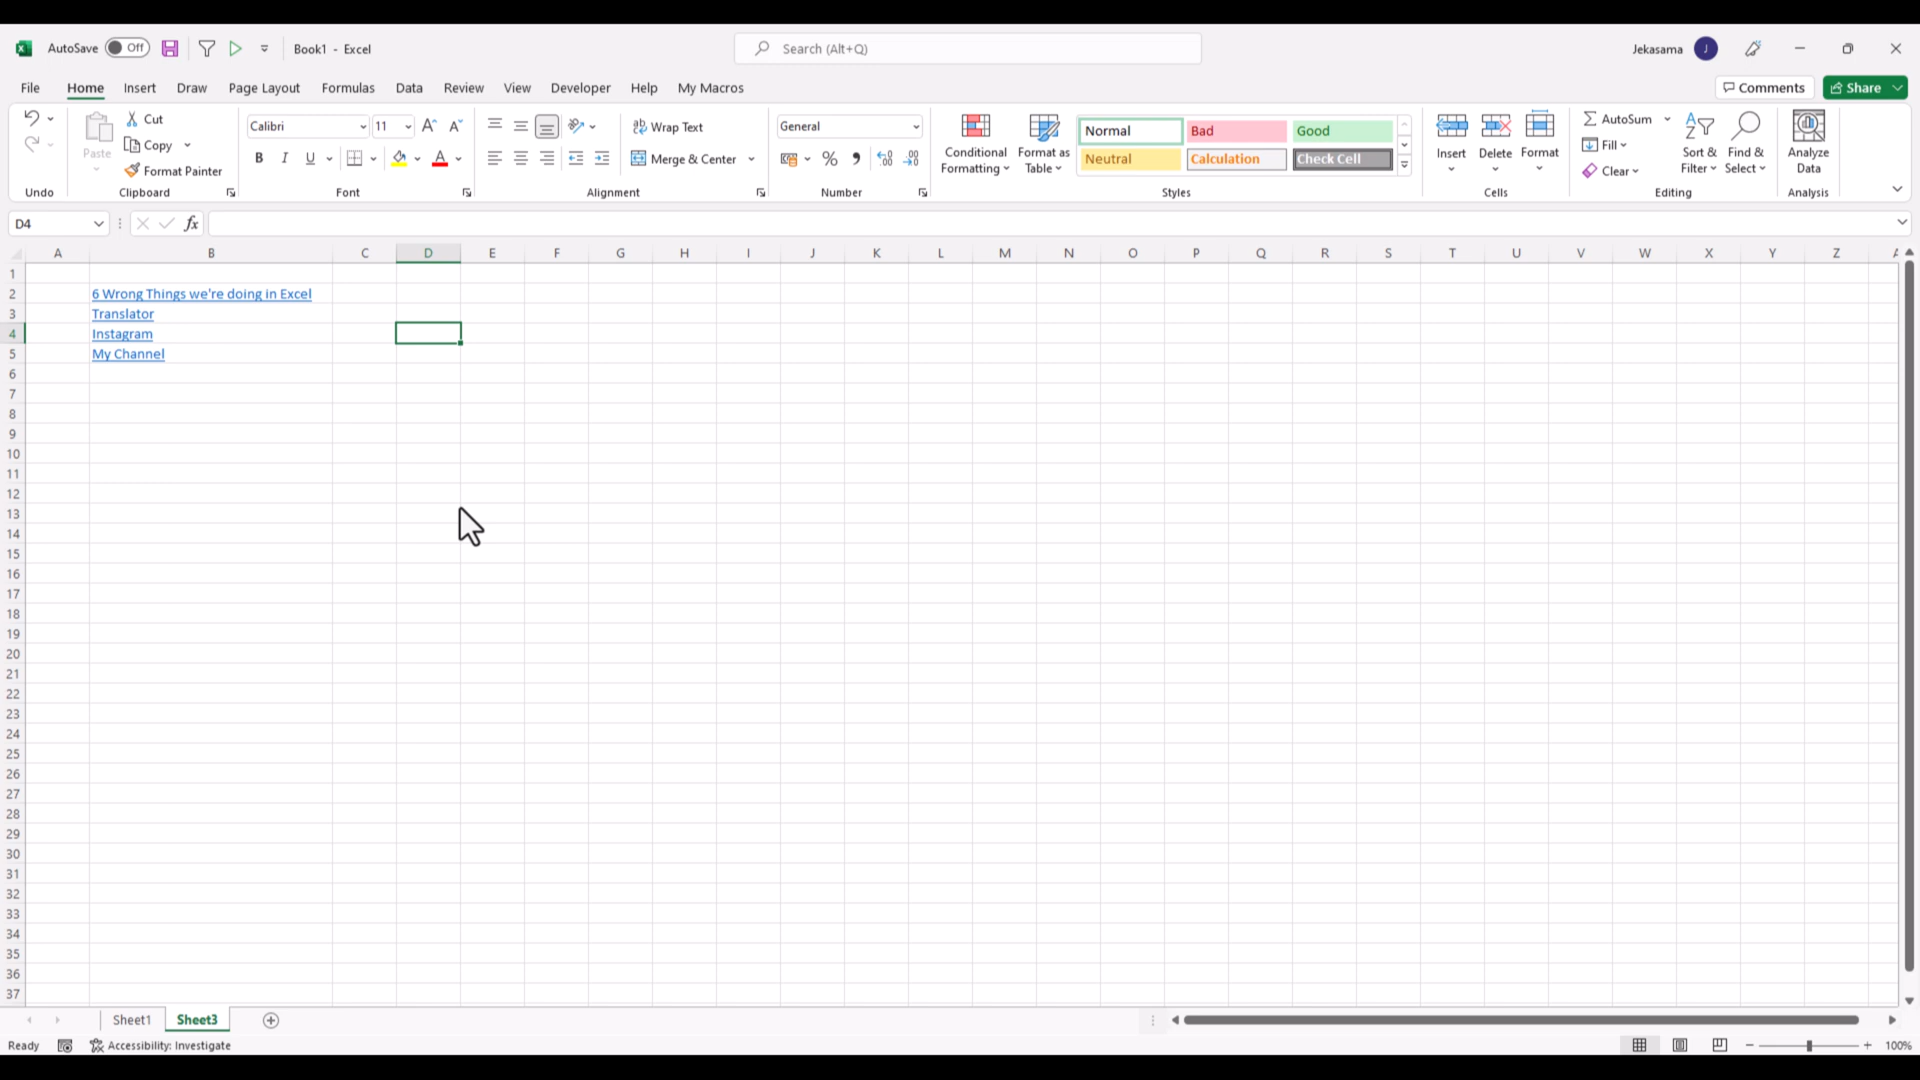 AutoSave Off Book1 - Excel Search (Alt+Q) Jekasama J
File Home Insert Draw Page Layout Formulas Data Review View Developer Help My Macros Comments Share
Paste Cut Copy Format Painter
Calibri 11 B I U
Wrap Text Merge & Center
General % 9
Conditional Formatting Format as Table
Normal Bad Good
Neutral Calculation Check Cell
Insert Delete Format
AutoSum Fill Clear
Sort & Filter Find & Select
Analyze Data
Undo Clipboard Font Alignment Number Styles Cells Editing Analysis
D4 fx
A B C D E F G H I J K L M N O P Q R S T U V W X Y Z
1
2 6 Wrong Things we're doing in Excel
3 Translator
4 Instagram
5 My Channel
6
7
8
9
10
11
12
13
14
15
16
17
18
19
20
21
22
23
24
25
26
27
28
29
30
31
32
33
34
35
36
37
Sheet1 Sheet3
Ready Accessibility: Investigate 100%